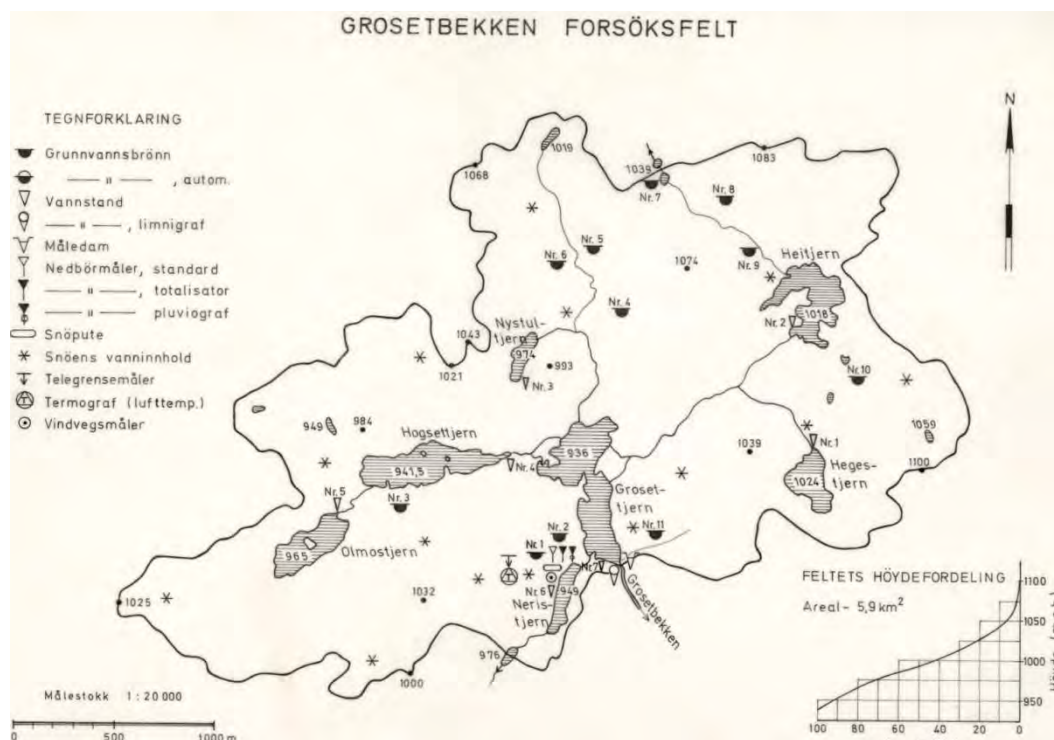 GROSETBEKKEN FORSÖKSFELT
TEGNFORKLARING
Grunnvannsbrönn
—— " ——, autom.
Vannstand
—— " ——, limnigraf
Måledam
Nedbörmåler, standard
—— " ——, totalisator
—— " —— pluviograf
Snöpute
Snöens vanninnhold
Telegrensemåler
Termograf (lufttemp.)
Vindvegsmåler
N
1019
1068
1039
1083
Nr. 7
Nr. 8
Nr. 5
Nr. 6
Nr. 9
Heitjern
1074
Nr. 4
Nr. 2
1018
1043
Nystul-
tjern
974
1021
993
Nr. 3
Nr. 10
949
984
Hogsettjern
1059
936
1039
Nr. 1
941,5
Nr. 4
1100
Heges-
tjern
1024
Groset-
tjern
Nr. 5
Nr. 3
965
Olmostjern
Nr. 2
Nr. 11
Nr. 1
Nr. 7
Nr. 6
949
Neris-
tjern
Grosetbekken
1025
1032
976
1000
FELTETS HÖYDEFORDELING
Areal – 5,9 km²
1100
1050
1000
950
100 80 60 40 20 0
Målestokk 1 : 20 000
0 500 1000 m